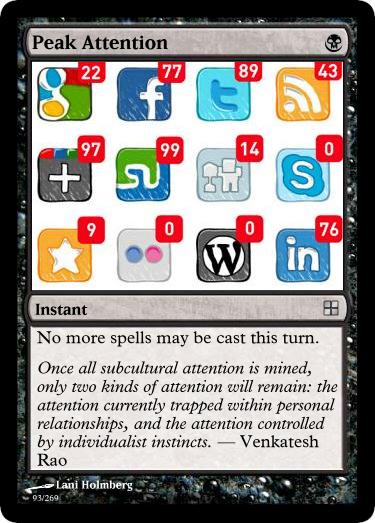 Peak Attention
22 77 89 43
g f t
97 99 14 0
+ S
9 0 0 76
W in
Instant
No more spells may be cast this turn.
Once all subcultural attention is mined,
only two kinds of attention will remain: the
attention currently trapped within personal
relationships, and the attention controlled
by individualist instincts. — Venkatesh
Rao
Lani Holmberg
93/269